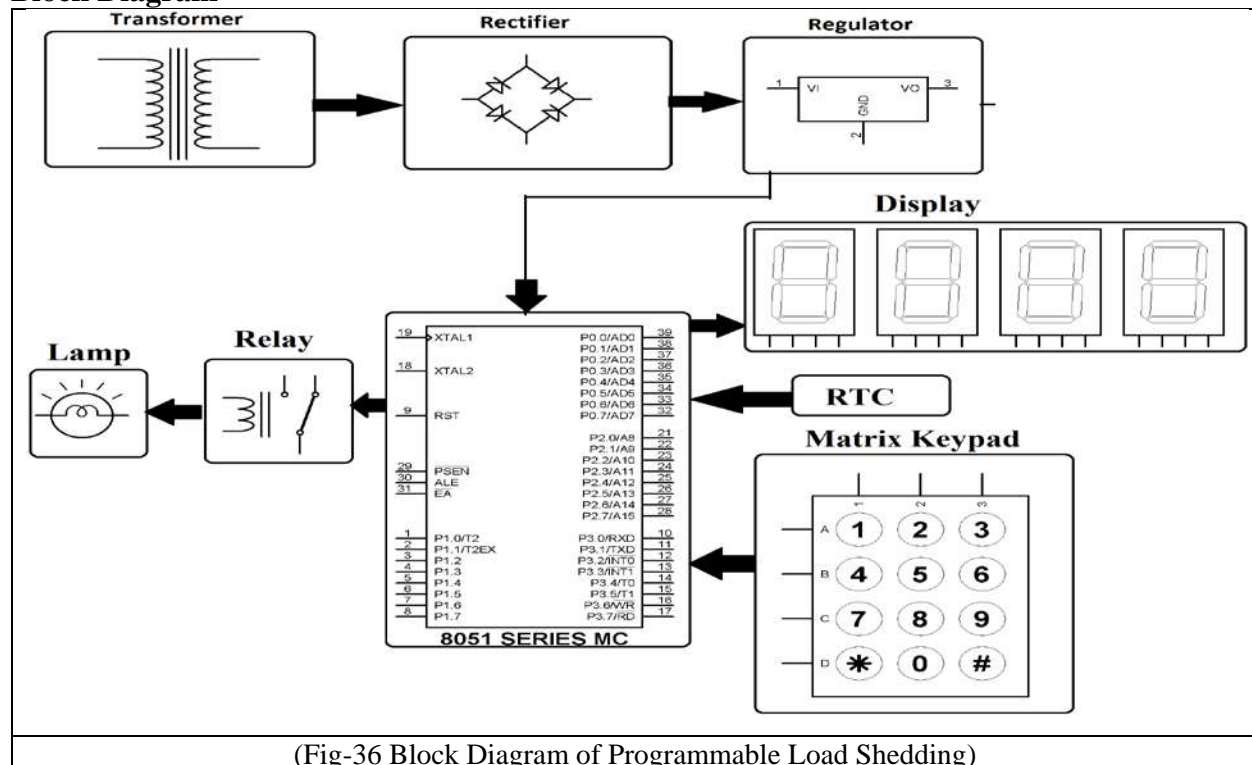 Block Diagram
Transformer
Rectifier
Regulator
1
VI
VO
3
GND
2
Display
Lamp
Relay
19
XTAL1
18
XTAL2
9
RST
29
PSEN
30
ALE
31
EA
1
P1.0/T2
2
P1.1/T2EX
3
P1.2
4
P1.3
5
P1.4
6
P1.5
7
P1.6
8
P1.7
P0.0/AD0
39
P0.1/AD1
38
P0.2/AD2
37
P0.3/AD3
36
P0.4/AD4
35
P0.5/AD5
34
P0.6/AD6
33
P0.7/AD7
32
P2.0/A8
21
P2.1/A9
22
P2.2/A10
23
P2.3/A11
24
P2.4/A12
25
P2.5/A13
26
P2.6/A14
27
P2.7/A15
28
P3.0/RXD
10
P3.1/TXD
11
P3.2/INT0
12
P3.3/INT1
13
P3.4/T0
14
P3.5/T1
15
P3.6/WR
16
P3.7/RD
17
8051 SERIES MC
RTC
Matrix Keypad
1 2 3
A 1 2 3
B 4 5 6
C 7 8 9
D * 0 #
(Fig-36 Block Diagram of Programmable Load Shedding)